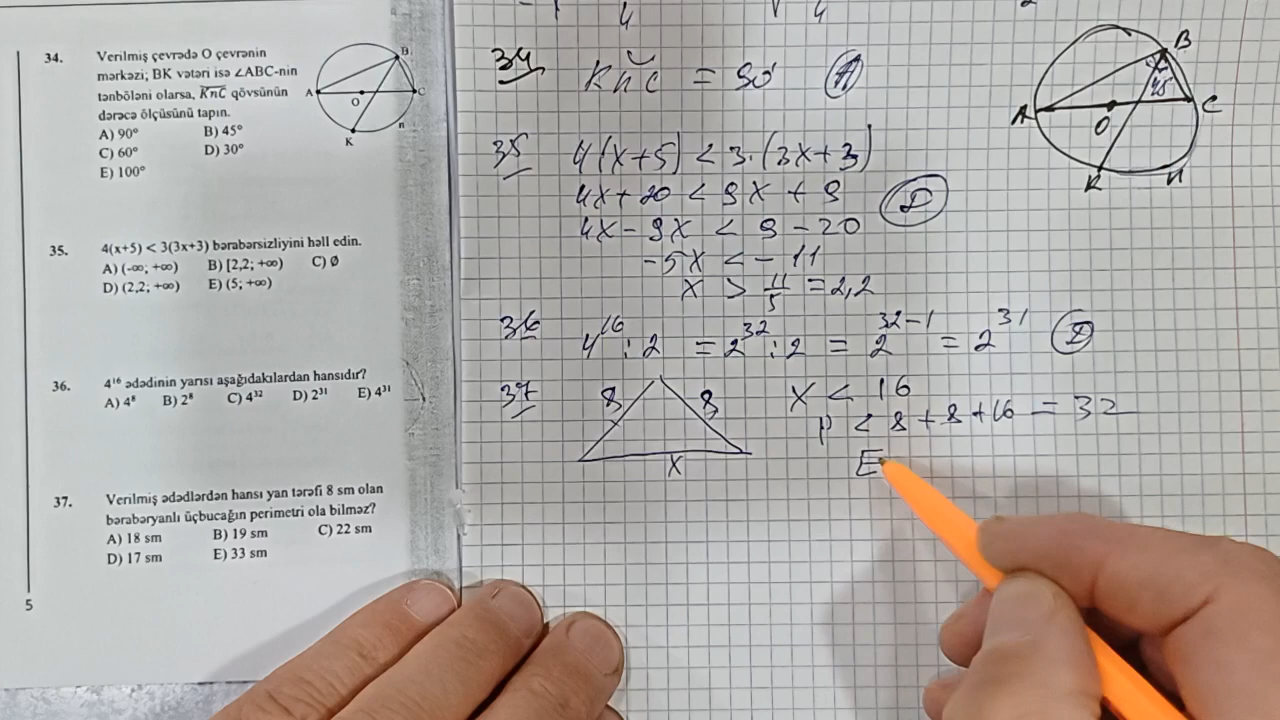 34. Verilmiş çevrədə O çevrənin
mərkəzi; BK vətəri isə ∠ABC-nin
tənböləni olarsa, KnC qövsünün
dərəcə ölçüsünü tapın.
A) 90° B) 45°
C) 60° D) 30°
E) 100°
A
B
C
O
K
n
35. 4(x+5) < 3(3x+3) bərabərsizliyini həll edin.
A) (-∞; +∞) B) [2,2; +∞) C) Ø
D) (2,2; +∞) E) (5; +∞)
36. 4¹⁶ ədədinin yarısı aşağıdakılardan hansıdır?
A) 4⁸ B) 2⁸ C) 4³² D) 2³¹ E) 4³¹
37. Verilmiş ədədlərdən hansı yan tərəfi 8 sm olan
bərabəryanlı üçbucağın perimetri ola bilməz?
A) 18 sm B) 19 sm C) 22 sm
D) 17 sm E) 33 sm
5
4 4
34 KnC = 90° A
B
45
A
O
C
K
n
35 4(x+5) < 3·(3x+3)
4x+20 < 9x + 9 D
4x - 9x < 9 - 20
-5x < -11
x > 11/5 = 2,2
36 4¹⁶ : 2 = 2³² : 2 = 2³²⁻¹ = 2³¹ D
37 8 8 x
x < 16
p < 8 + 8 + 16 = 32
E